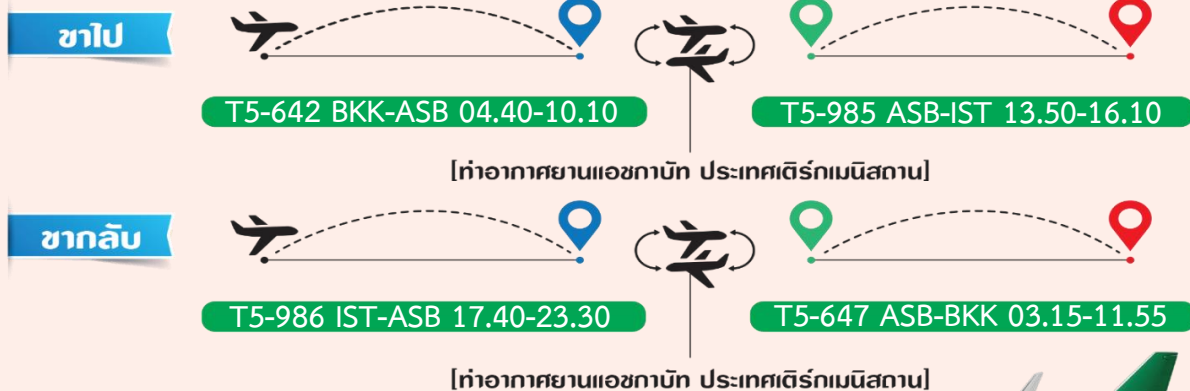 ขาไป
T5-642 BKK-ASB 04.40-10.10
T5-985 ASB-IST 13.50-16.10
[ท่าอากาศยานแอชกาบัท ประเทศเติร์กเมนิสถาน]
ขากลับ
T5-986 IST-ASB 17.40-23.30
T5-647 ASB-BKK 03.15-11.55
[ท่าอากาศยานแอชกาบัท ประเทศเติร์กเมนิสถาน]